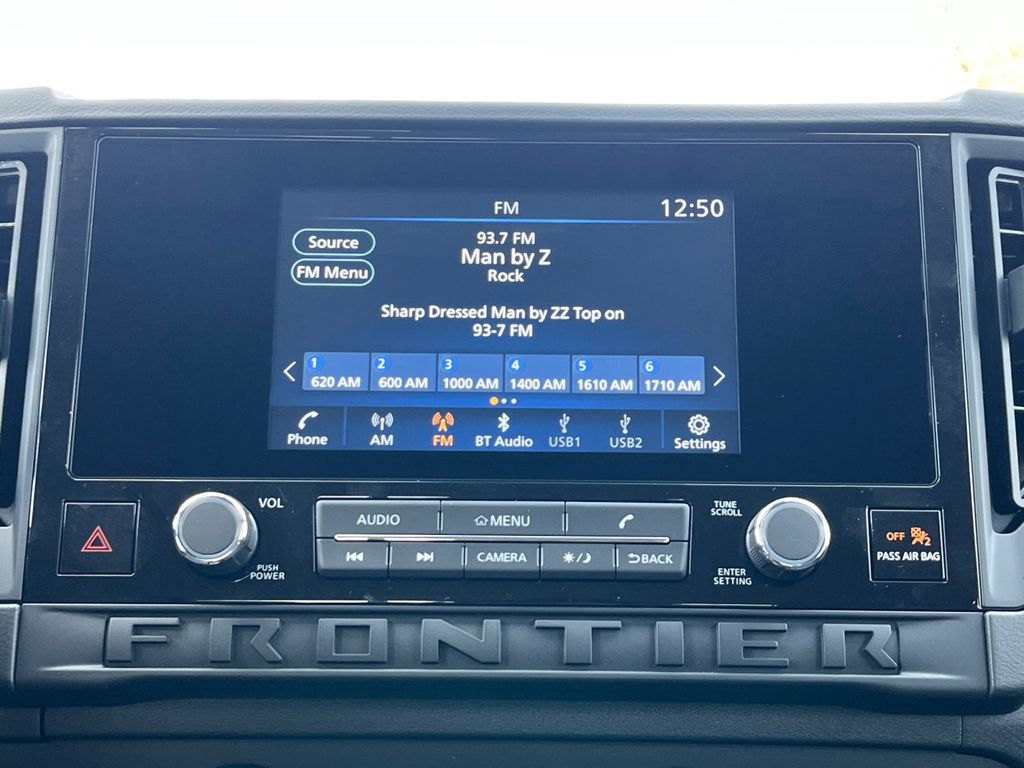 FM
12:50
Source
FM Menu
93.7 FM
Man by Z
Rock
Sharp Dressed Man by ZZ Top on
93-7 FM
1
620 AM
2
600 AM
3
1000 AM
4
1400 AM
5
1610 AM
6
1710 AM
Phone
AM
FM
BT Audio
USB1
USB2
Settings
VOL
PUSH
POWER
AUDIO
MENU
CAMERA
BACK
TUNE
SCROLL
ENTER
SETTING
OFF
2
PASS AIR BAG
FRONTIER